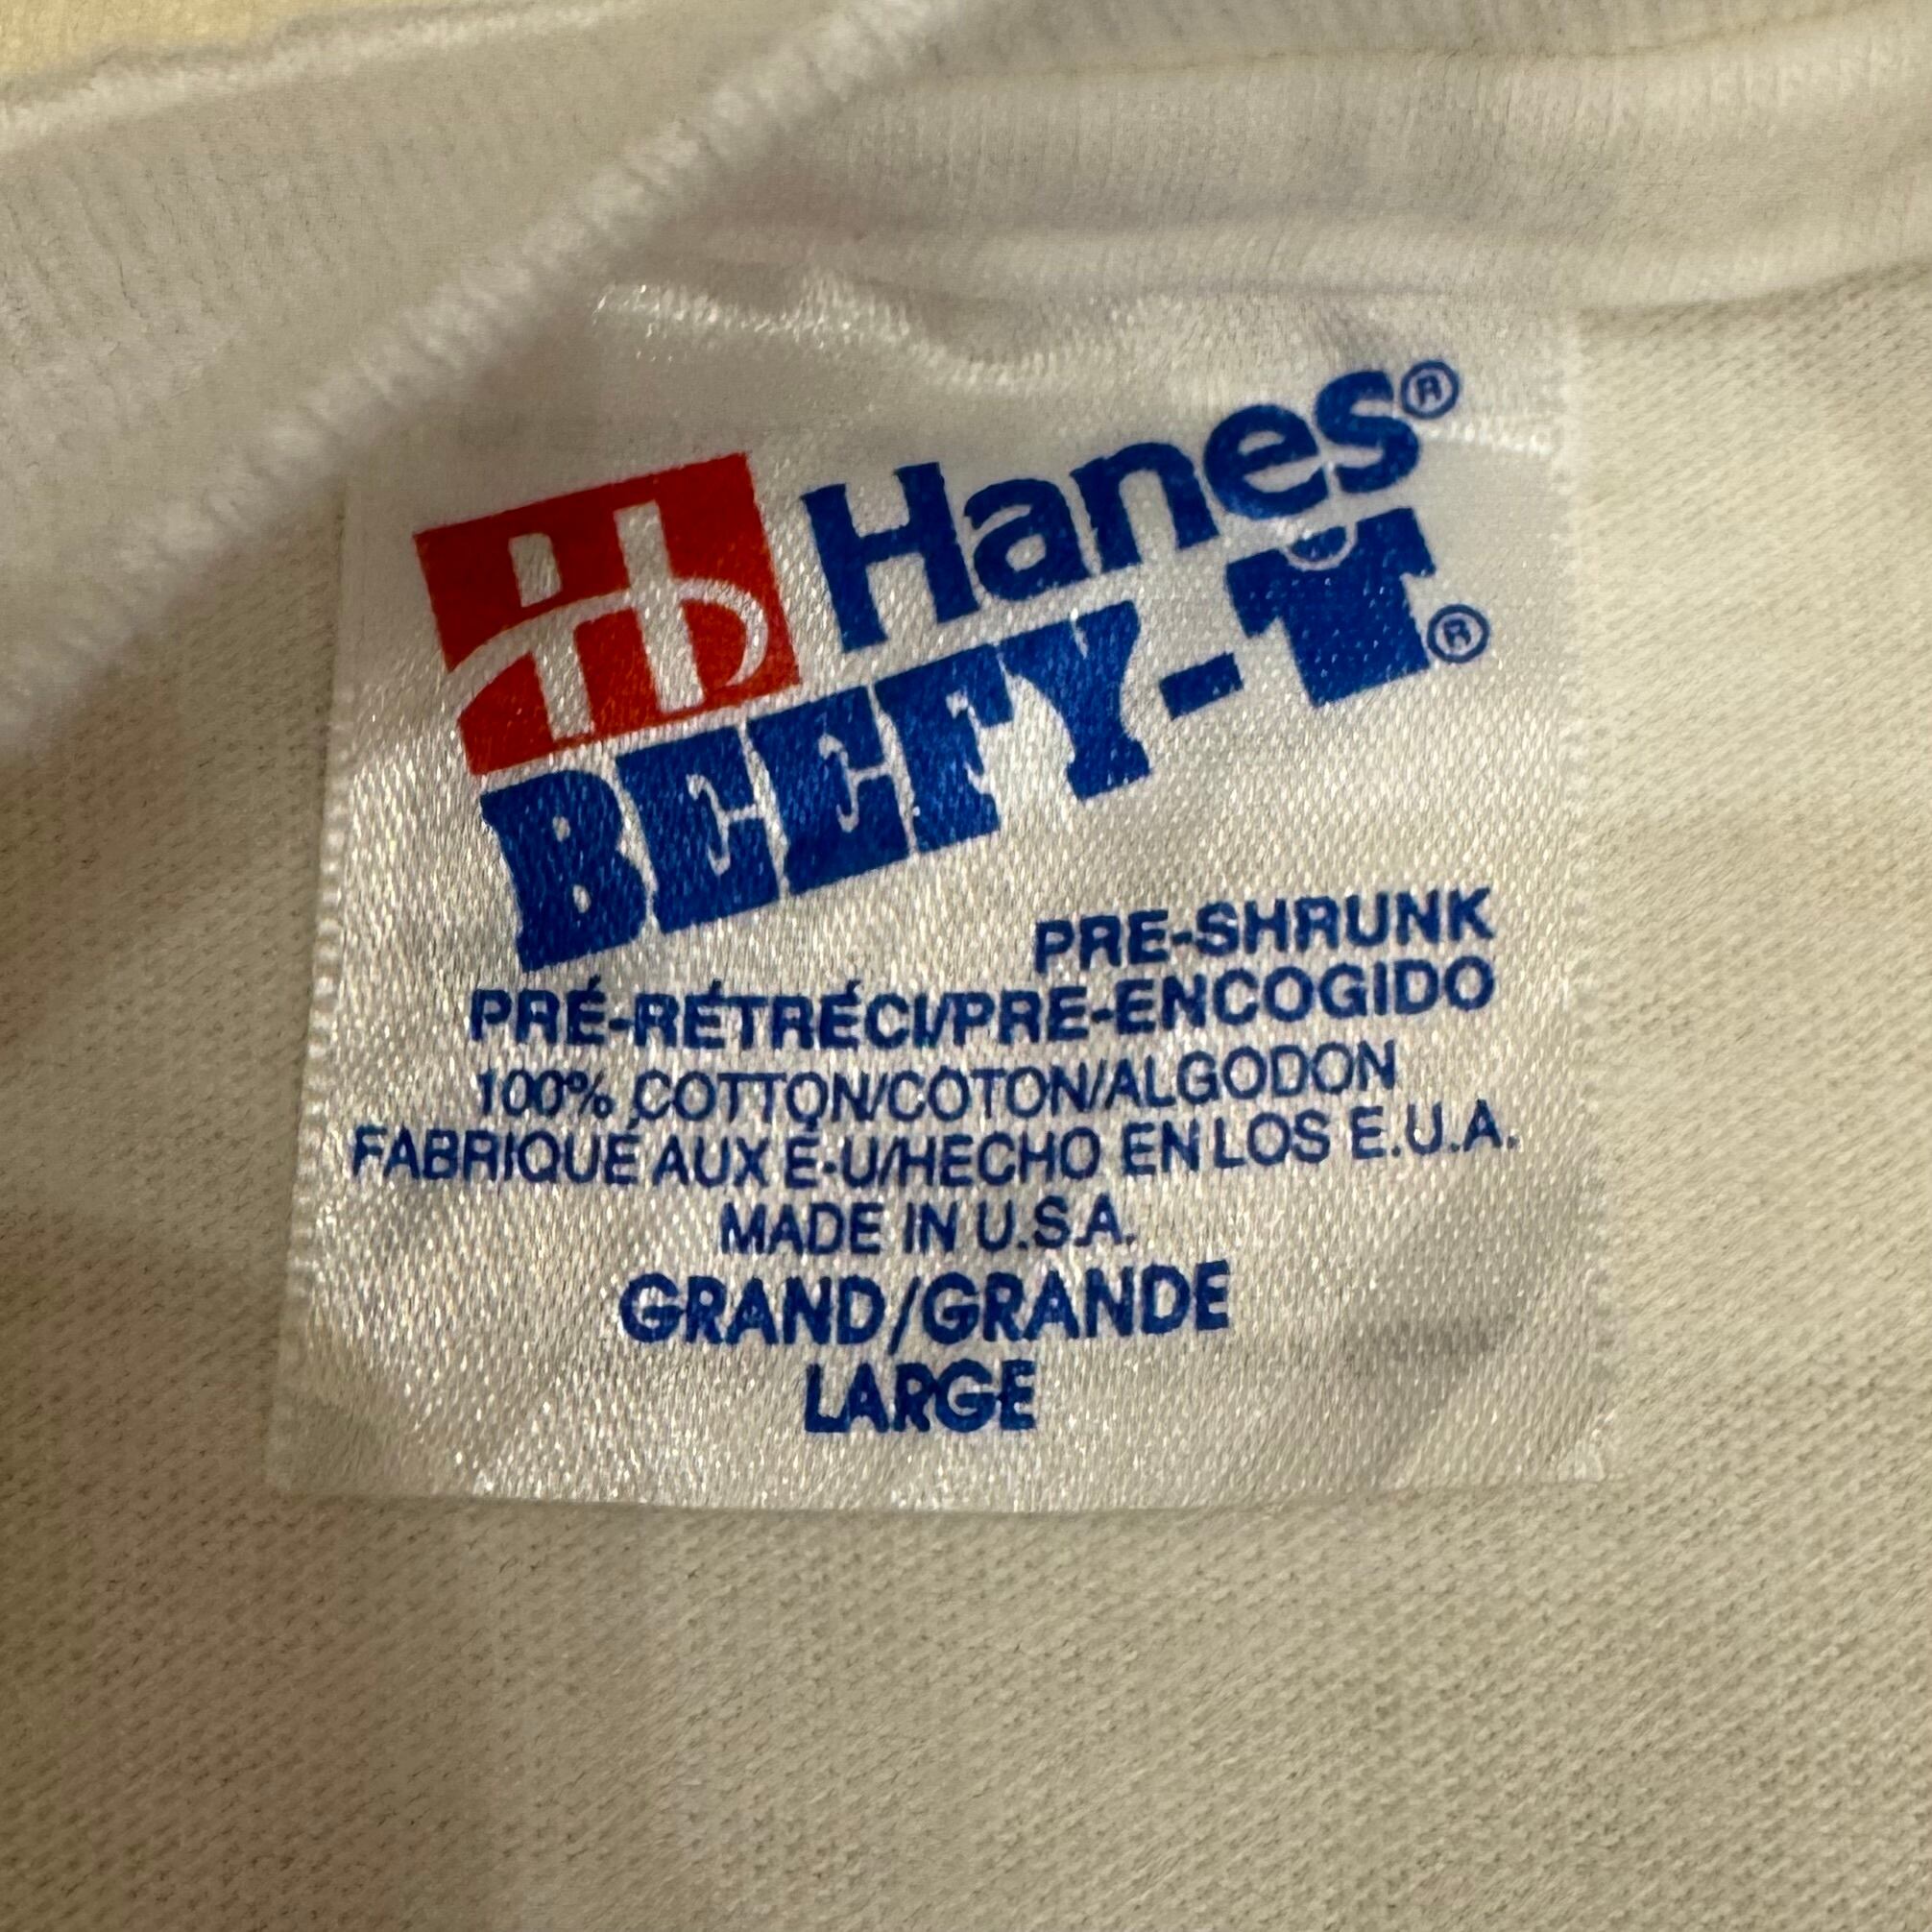 Hanes®
BEEFY-T®
PRE-SHRUNK
PRÉ-RÉTRÉCI/PRE-ENCOGIDO
100% COTTON/COTON/ALGODON
FABRIQUÉ AUX É-U/HECHO EN LOS E.U.A.
MADE IN U.S.A.
GRAND/GRANDE
LARGE